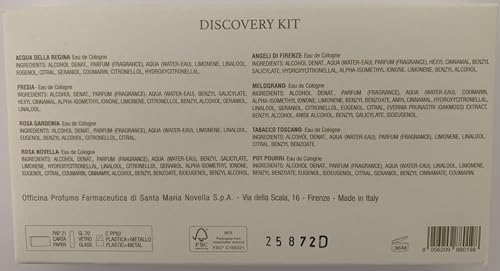 DISCOVERY KIT
ACQUA DELLA REGINA Eau de Cologne
INGREDIENTS: ALCOHOL DENAT., PARFUM (FRAGRANCE), AQUA (WATER-EAU), LIMONENE, LINALOOL,
EUGENOL, CITRAL, GERANIOL, COUMARIN, CITRONELLOL, HYDROXYCITRONELLAL.
FRESIA- Eau de Cologne
INGREDIENTS: ALCOHOL DENAT., PARFUM (FRAGRANCE), AQUA (WATER-EAU), BENZYL SALICYLATE,
HEXYL CINNAMAL, ALPHA-ISOMETHYL IONONE, LIMONENE, CITRONELLOL, BENZYL ALCOHOL, GERANIOL,
LINALOOL.
ROSA GARDENIA Eau de Cologne
INGREDIENTS: ALCOHOL DENAT., PARFUM (FRAGRANCE), AQUA (WATER-EAU), LIMONENE, LINALOOL,
EUGENOL, BENZYL ALCOHOL, CITRONELLOL, CITRAL.
ROSA NOVELLA- Eau de Cologne
INGREDIENTS: ALCOHOL DENAT., PARFUM (FRAGRANCE), AQUA (WATER-EAU), BENZYL SALICYLATE,
LIMONENE, HYDROXYCITRONELLAL, LINALOOL, CITRONELLOL, GERANIOL, ALPHA-ISOMETHYL IONONE,
EUGENOL, COUMARIN, CITRAL, CINNAMYL ALCOHOL, BENZYL BENZOATE, ISOEUGENOL, BENZYL ALCOHOL,
ANGELI DI FIRENZE- Eau de Cologne
INGREDIENTS: ALCOHOL DENAT., AQUA (WATER-EAU), PARFUM (FRAGRANCE), HEXYL CINNAMAL, BENZYL
SALICYLATE, HYDROXYCITRONELLAL, ALPHA-ISOMETHYL IONONE, LIMONENE, BENZYL ALCOHOL.
MELOGRANO- Eau de Cologne
INGREDIENTS: ALCOHOL DENAT., PARFUM (FRAGRANCE), AQUA (WATER-EAU), LINALOOL, COUMARIN,
ALPHA-ISOMETHYL IONONE, LIMONENE, BENZYL BENZOATE, AMYL CINNAMAL, HYDROXYCITRONELLAL,
GERANIOL, CITRONELLOL, EUGENOL, CITRAL, EVERNIA PRUNASTRI (OAKMOSS) EXTRACT,
BENZYL ALCOHOL, ANISE ALCOHOL, BENZYL SALICYLATE, ISOEUGENOL.
TABACCO TOSCANO- Eau de Cologne
INGREDIENTS: ALCOHOL DENAT., AQUA (WATER-EAU), PARFUM (FRAGRANCE), LIMONENE, LINALOOL,
CITRAL, BENZYL BENZOATE.
POT POURRI- Eau de Cologne
INGREDIENTS: ALCOHOL DENAT., PARFUM (FRAGRANCE), AQUA (WATER-EAU), LINALOOL, LIMONENE,
COUMARIN, EUGENOL, CITRONELLOL, CITRAL, GERANIOL, BENZYL BENZOATE, CINNAMAL, CINNAMYL
ALCOHOL.
Officina Profumo Farmaceutica di Santa Maria Novella S.p.A. - Via della Scala, 16 - Firenze - Made in Italy
PAP 21
CARTA
PAPER
GL 70
VETRO
GLASS
C-PP92
PLASTICA+METALLO
PLASTIC+METAL
FSC
MIX
25872D
36M
8 056209 880198